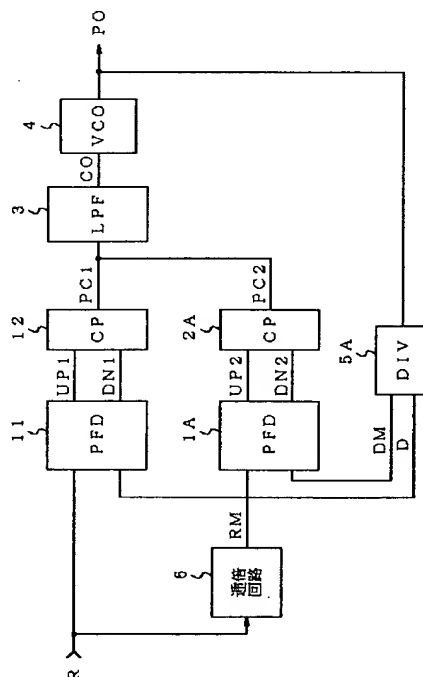 R
11
PFD
UP1
DN1
12
CP
PC1
3
LPF
CO
4
VCO
PO
6
逓倍
回路
RM
1A
PFD
UP2
DN2
2A
CP
PC2
DM
D
5A
DIV